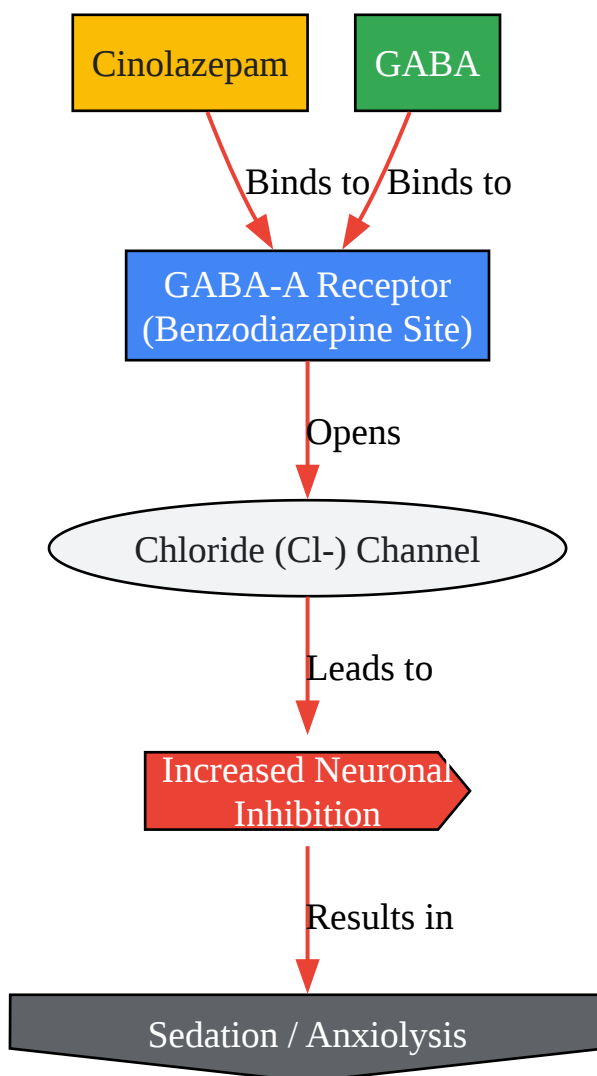 Cinolazepam
GABA
Binds to
Binds to
GABA-A Receptor
(Benzodiazepine Site)
Opens
Chloride (Cl-) Channel
Leads to
Increased Neuronal
Inhibition
Results in
Sedation / Anxiolysis